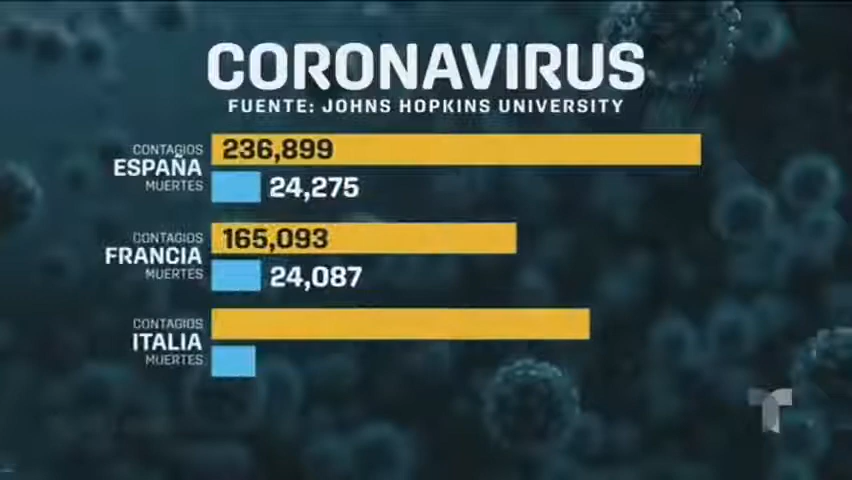 CORONAVIRUS
FUENTE: JOHNS HOPKINS UNIVERSITY
CONTAGIOS 236,899
ESPAÑA
MUERTES 24,275
CONTAGIOS 165,093
FRANCIA
MUERTES 24,087
CONTAGIOS
ITALIA
MUERTES